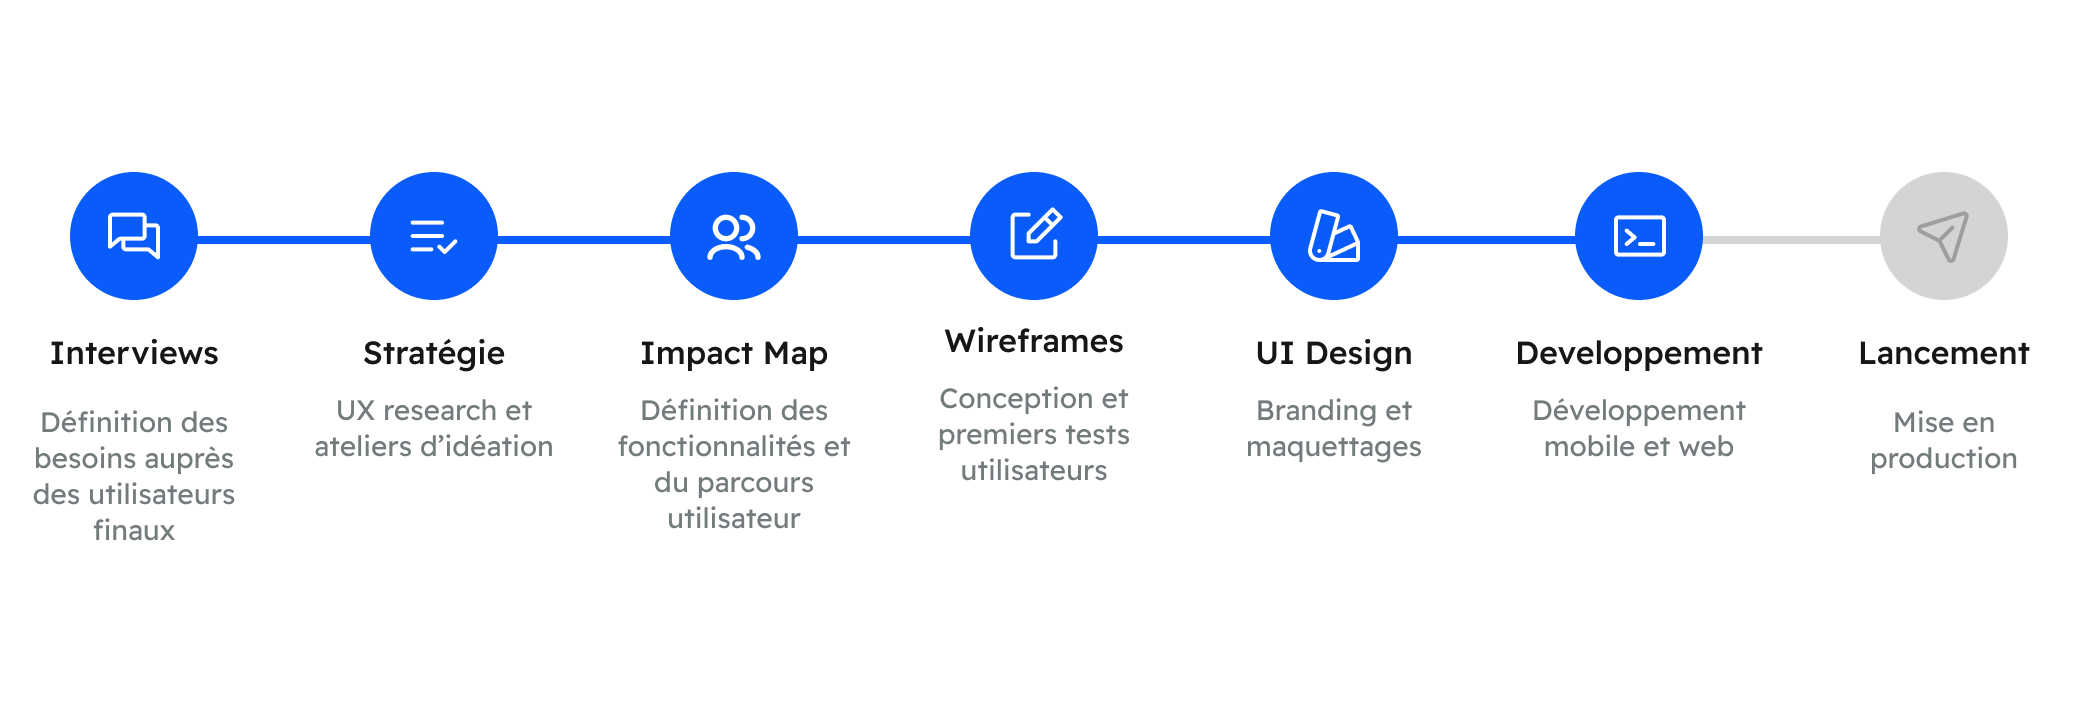 Interviews
Définition des
besoins auprès
des utilisateurs
finaux
Stratégie
UX research et
ateliers d’idéation
Impact Map
Définition des
fonctionnalités et
du parcours
utilisateur
Wireframes
Conception et
premiers tests
utilisateurs
UI Design
Branding et
maquettages
Developpement
Développement
mobile et web
Lancement
Mise en
production